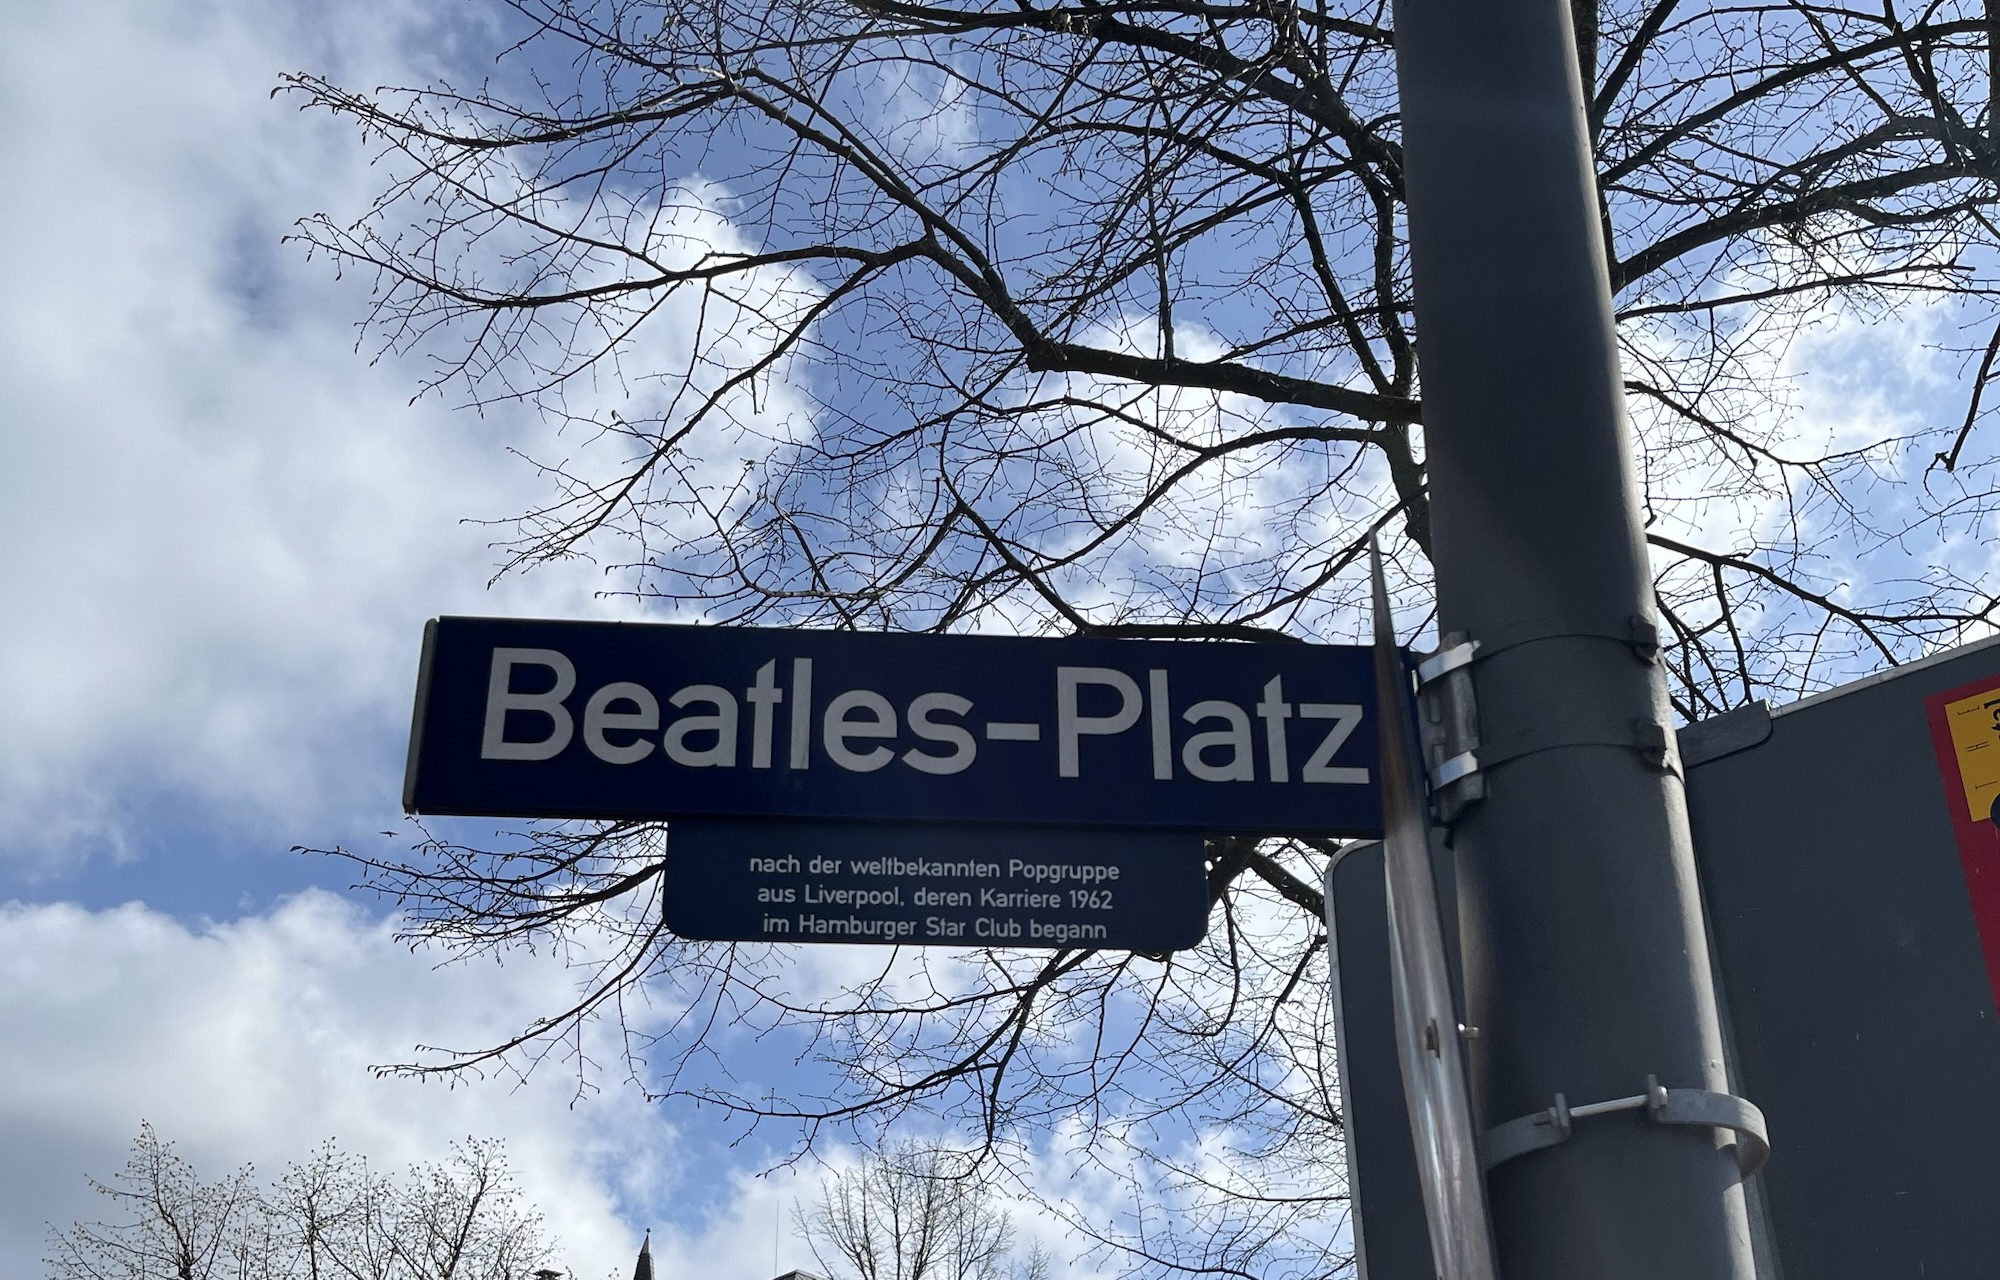 Beatles-Platz
nach der weltbekannten Popgruppe
aus Liverpool, deren Karriere 1962
im Hamburger Star Club begann